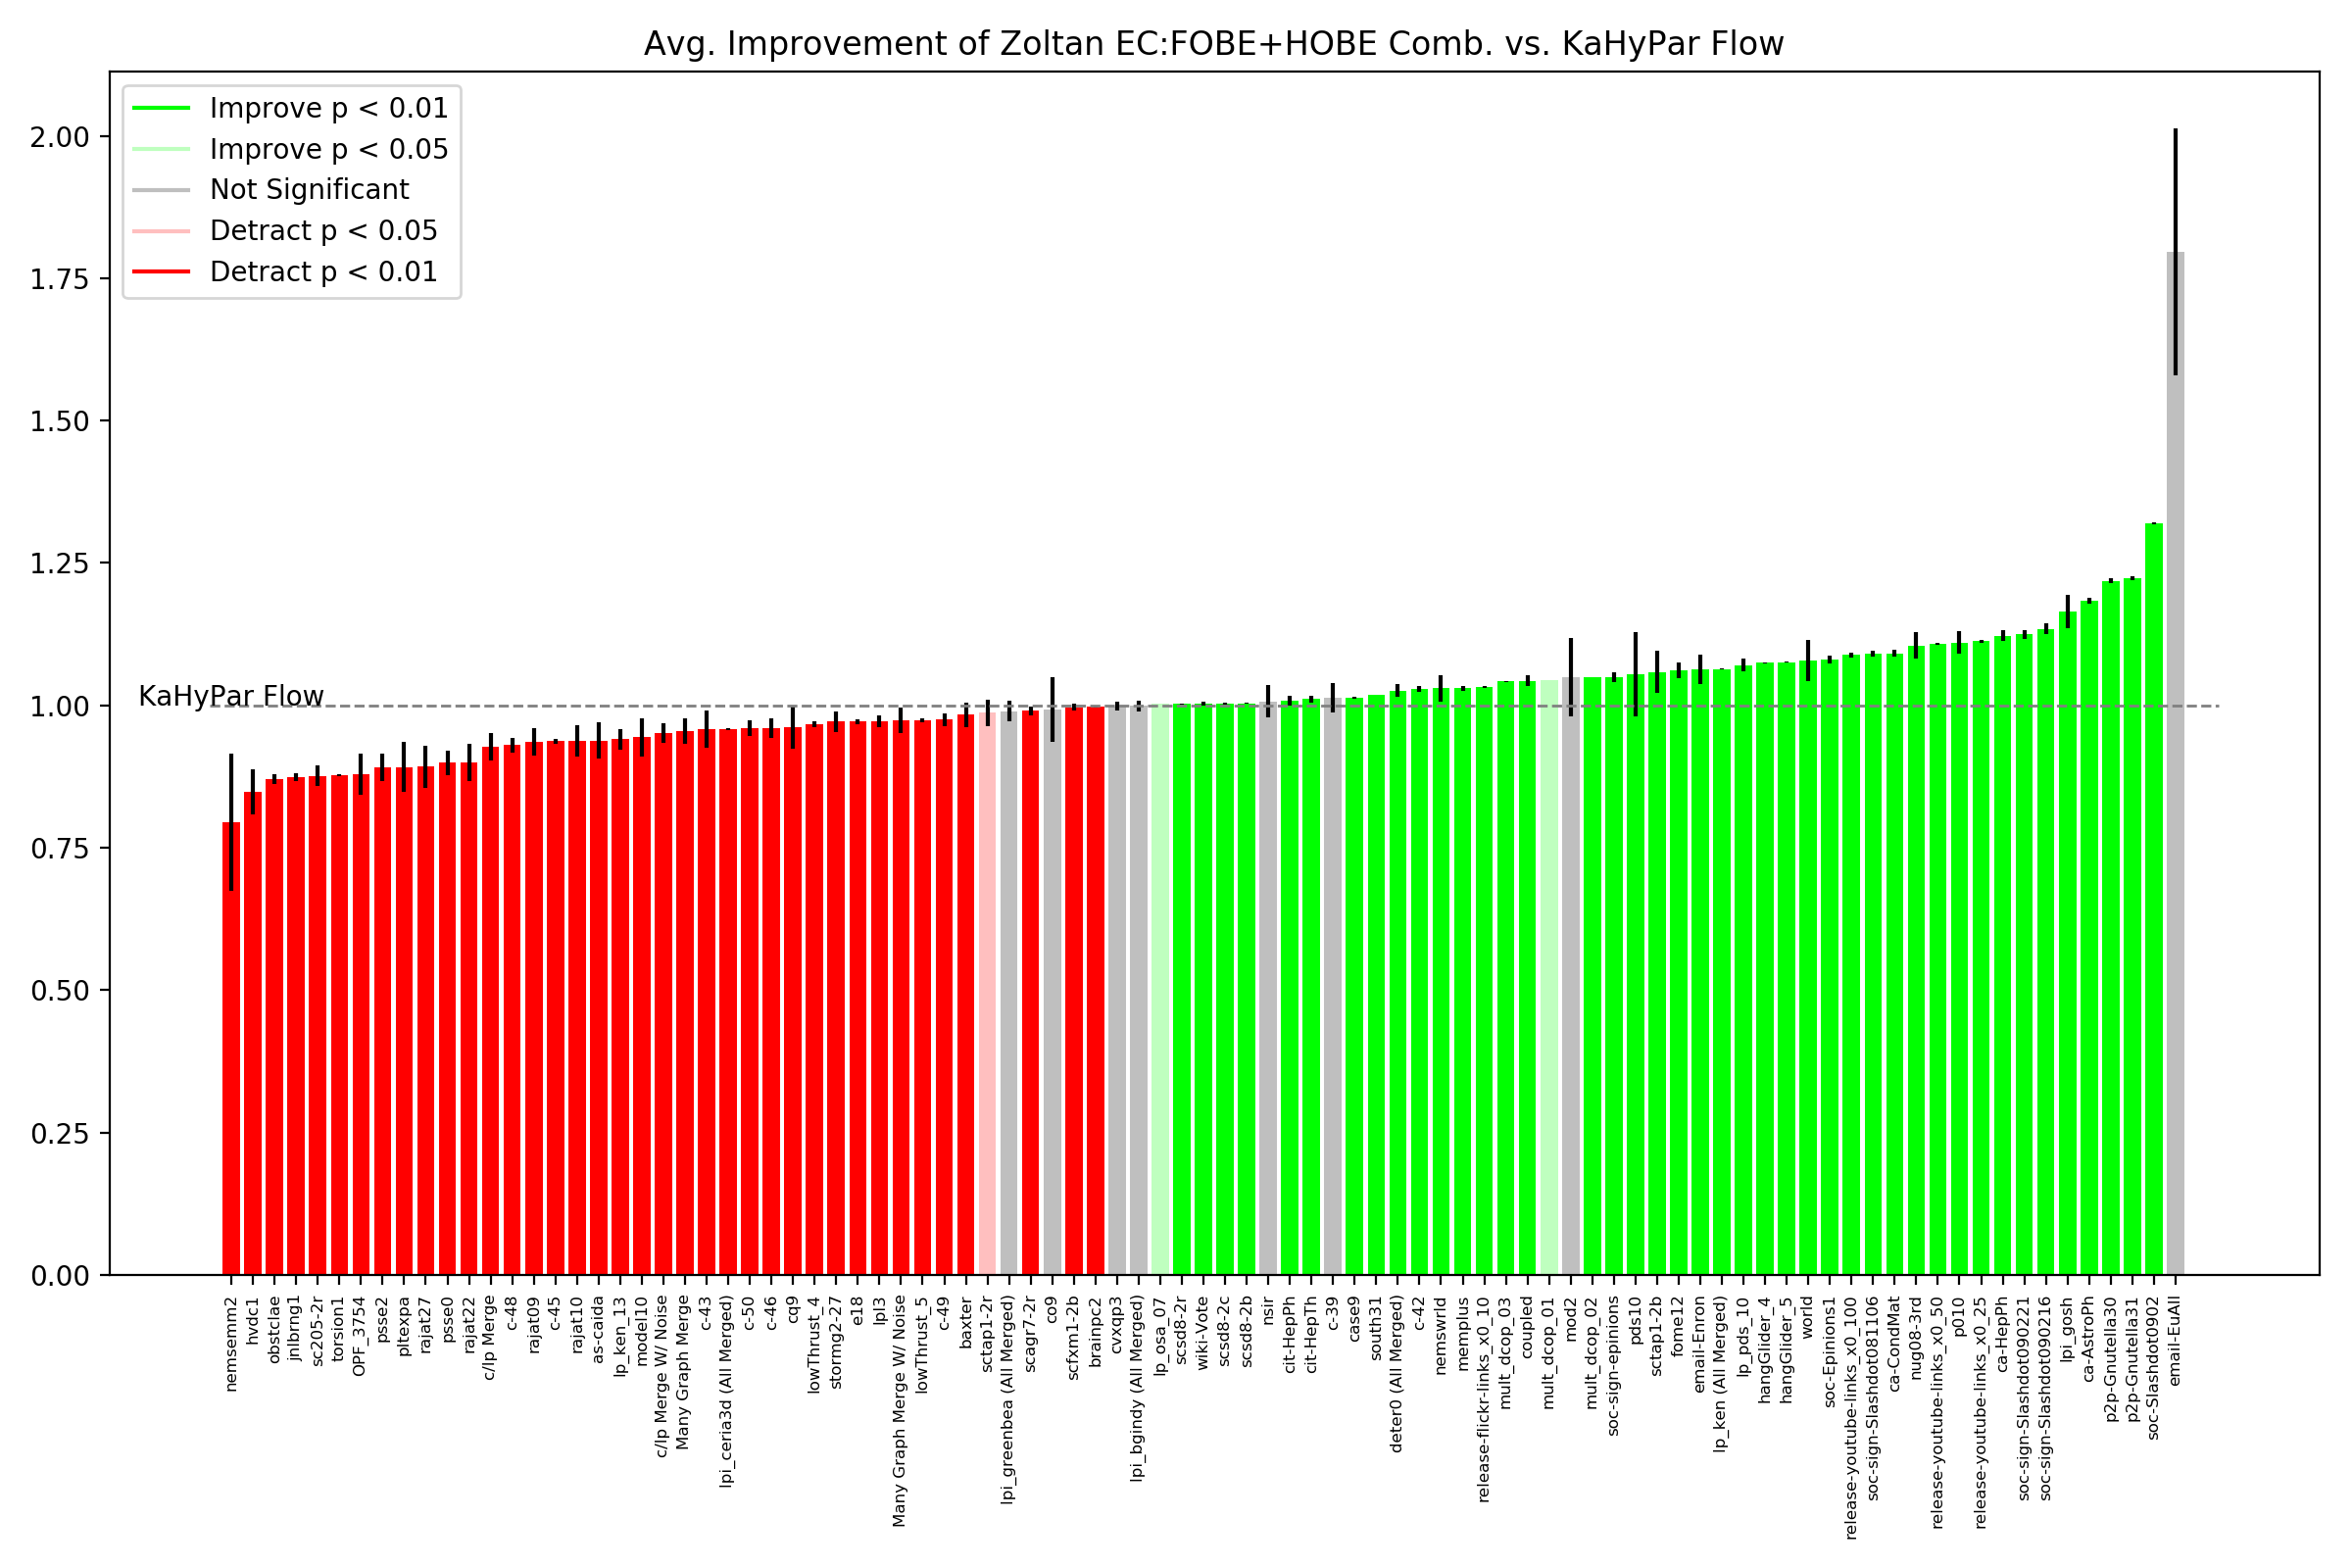 Avg. Improvement of Zoltan EC:FOBE+HOBE Comb. vs. KaHyPar Flow
2.00
1.75
1.50
1.25
1.00
0.75
0.50
0.25
0.00
Improve p < 0.01
Improve p < 0.05
Not Significant
Detract p < 0.05
Detract p < 0.01
KaHyPar Flow
nemsemm2
hvdc1
obstclae
jnlbrng1
sc205-2r
torsion1
OPF_3754
psse2
pltexpa
rajat27
psse0
rajat22
c/lp Merge
c-48
rajat09
c-45
rajat10
as-caida
lp_ken_13
model10
c/lp Merge W/ Noise
Many Graph Merge
c-43
lpi_ceria3d (All Merged)
c-50
c-46
cq9
lowThrust_4
stormg2-27
e18
lpl3
Many Graph Merge W/ Noise
lowThrust_5
c-49
baxter
sctap1-2r
lpi_greenbea (All Merged)
scagr7-2r
co9
scfxm1-2b
brainpc2
cvxqp3
lpi_bgindy (All Merged)
lp_osa_07
scsd8-2r
wiki-Vote
scsd8-2c
scsd8-2b
nsir
cit-HepPh
cit-HepTh
c-39
case9
south31
deter0 (All Merged)
c-42
nemswrld
memplus
release-flickr-links_x0_10
mult_dcop_03
coupled
mult_dcop_01
mod2
mult_dcop_02
soc-sign-epinions
pds10
sctap1-2b
fome12
email-Enron
lp_ken (All Merged)
lp_pds_10
hangGlider_4
hangGlider_5
world
soc-Epinions1
release-youtube-links_x0_100
soc-sign-Slashdot081106
ca-CondMat
nug08-3rd
release-youtube-links_x0_50
p010
release-youtube-links_x0_25
ca-HepPh
soc-sign-Slashdot090221
soc-sign-Slashdot090216
lpi_gosh
ca-AstroPh
p2p-Gnutella30
p2p-Gnutella31
soc-Slashdot0902
email-EuAll